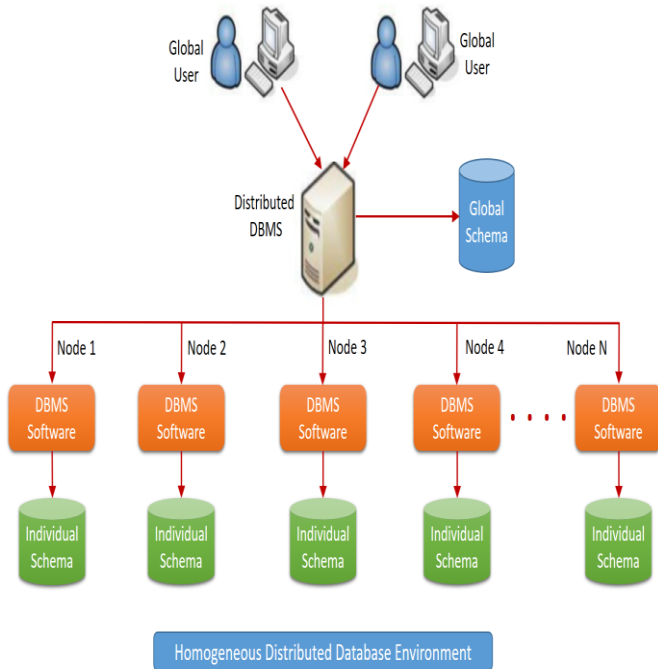 Global
User
Global
User
Distributed
DBMS
Global
Schema
Node 1
Node 2
Node 3
Node 4
Node N
DBMS
Software
DBMS
Software
DBMS
Software
DBMS
Software
DBMS
Software
Individual
Schema
Individual
Schema
Individual
Schema
Individual
Schema
Individual
Schema
Homogeneous Distributed Database Environment